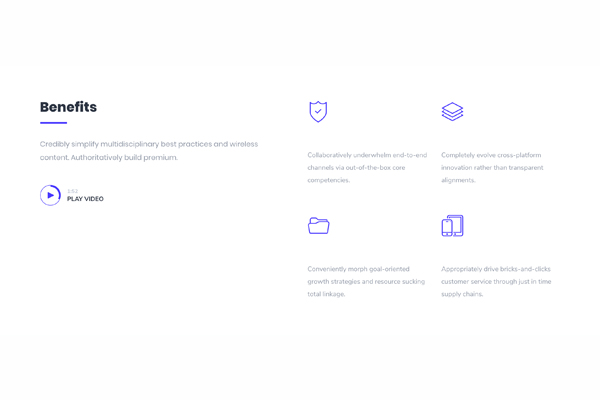 Benefits
Credibly simplify multidisciplinary best practices and wireless
content. Authoritatively build premium.
1:52
PLAY VIDEO
Collaboratively underwhelm end-to-end
channels via out-of-the-box core
competencies.
Completely evolve cross-platform
innovation rather than transparent
alignments.
Conveniently morph goal-oriented
growth strategies and resource sucking
total linkage.
Appropriately drive bricks-and-clicks
customer service through just in time
supply chains.